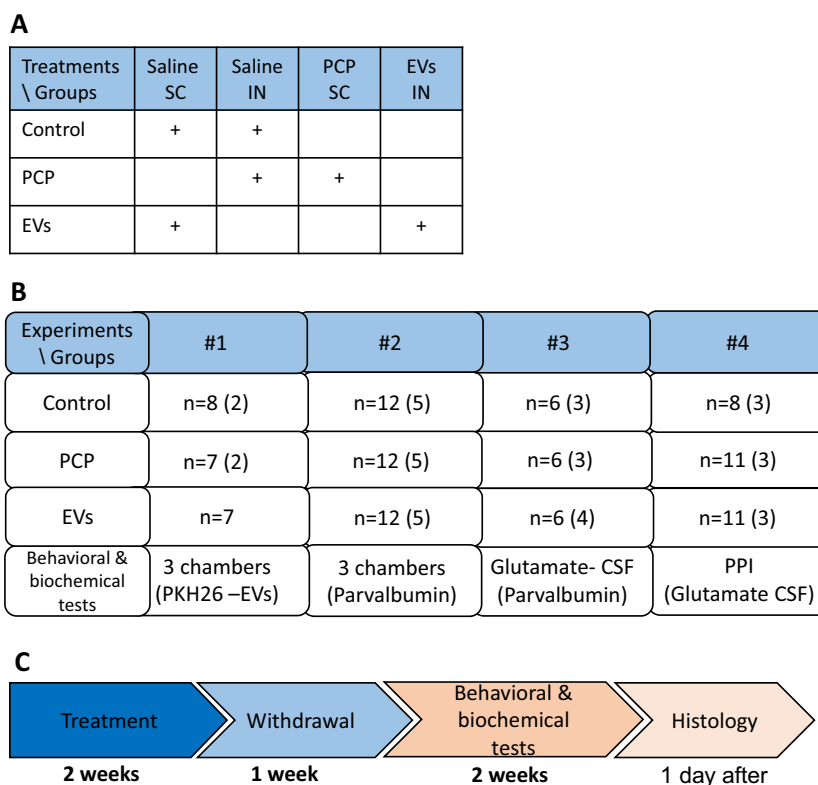 A
Treatments \ Groups Saline SC Saline IN PCP SC EVs IN
Control + +
PCP + +
EVs + +
B
Experiments \ Groups #1 #2 #3 #4
Control n=8 (2) n=12 (5) n=6 (3) n=8 (3)
PCP n=7 (2) n=12 (5) n=6 (3) n=11 (3)
EVs n=7 n=12 (5) n=6 (4) n=11 (3)
Behavioral & biochemical tests 3 chambers (PKH26 –EVs) 3 chambers (Parvalbumin) Glutamate- CSF (Parvalbumin) PPI (Glutamate CSF)
C
Treatment Withdrawal Behavioral & biochemical tests Histology
2 weeks 1 week 2 weeks 1 day after